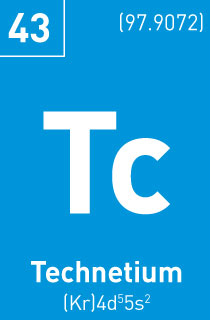 43 (97.9072)
Tc
Technetium
(Kr)4d⁵5s²